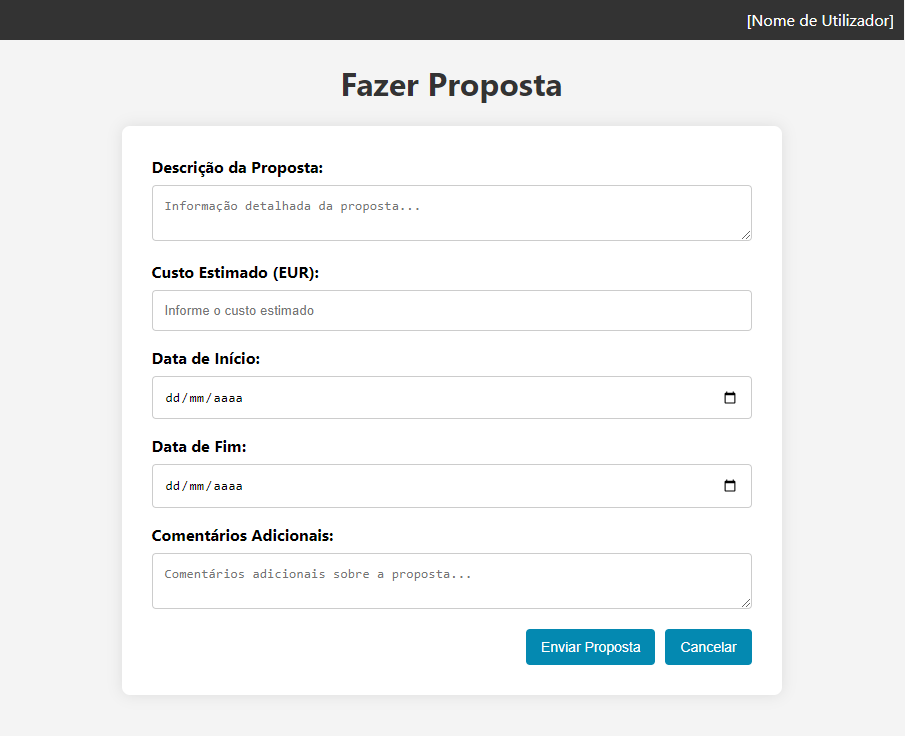 [Nome de Utilizador]
Fazer Proposta
Descrição da Proposta:
Informação detalhada da proposta...
Custo Estimado (EUR):
Informe o custo estimado
Data de Início:
dd/mm/aaaa
Data de Fim:
dd/mm/aaaa
Comentários Adicionais:
Comentários adicionais sobre a proposta...
Enviar Proposta Cancelar